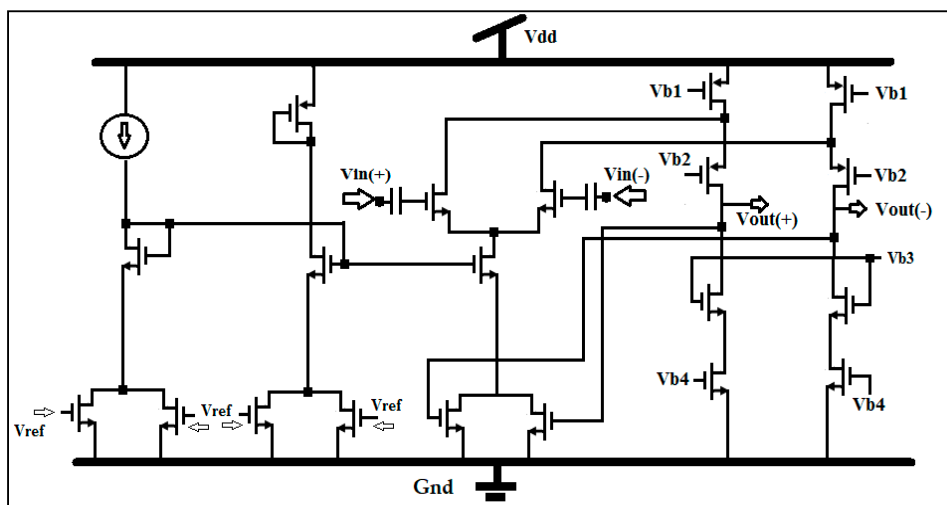 Vdd
Vb1
Vb1
Vin(+)
Vin(-)
Vb2
Vb2
Vout(+)
Vout(-)
Vb3
Vb4
Vb4
Vref
Vref
Vref
Gnd